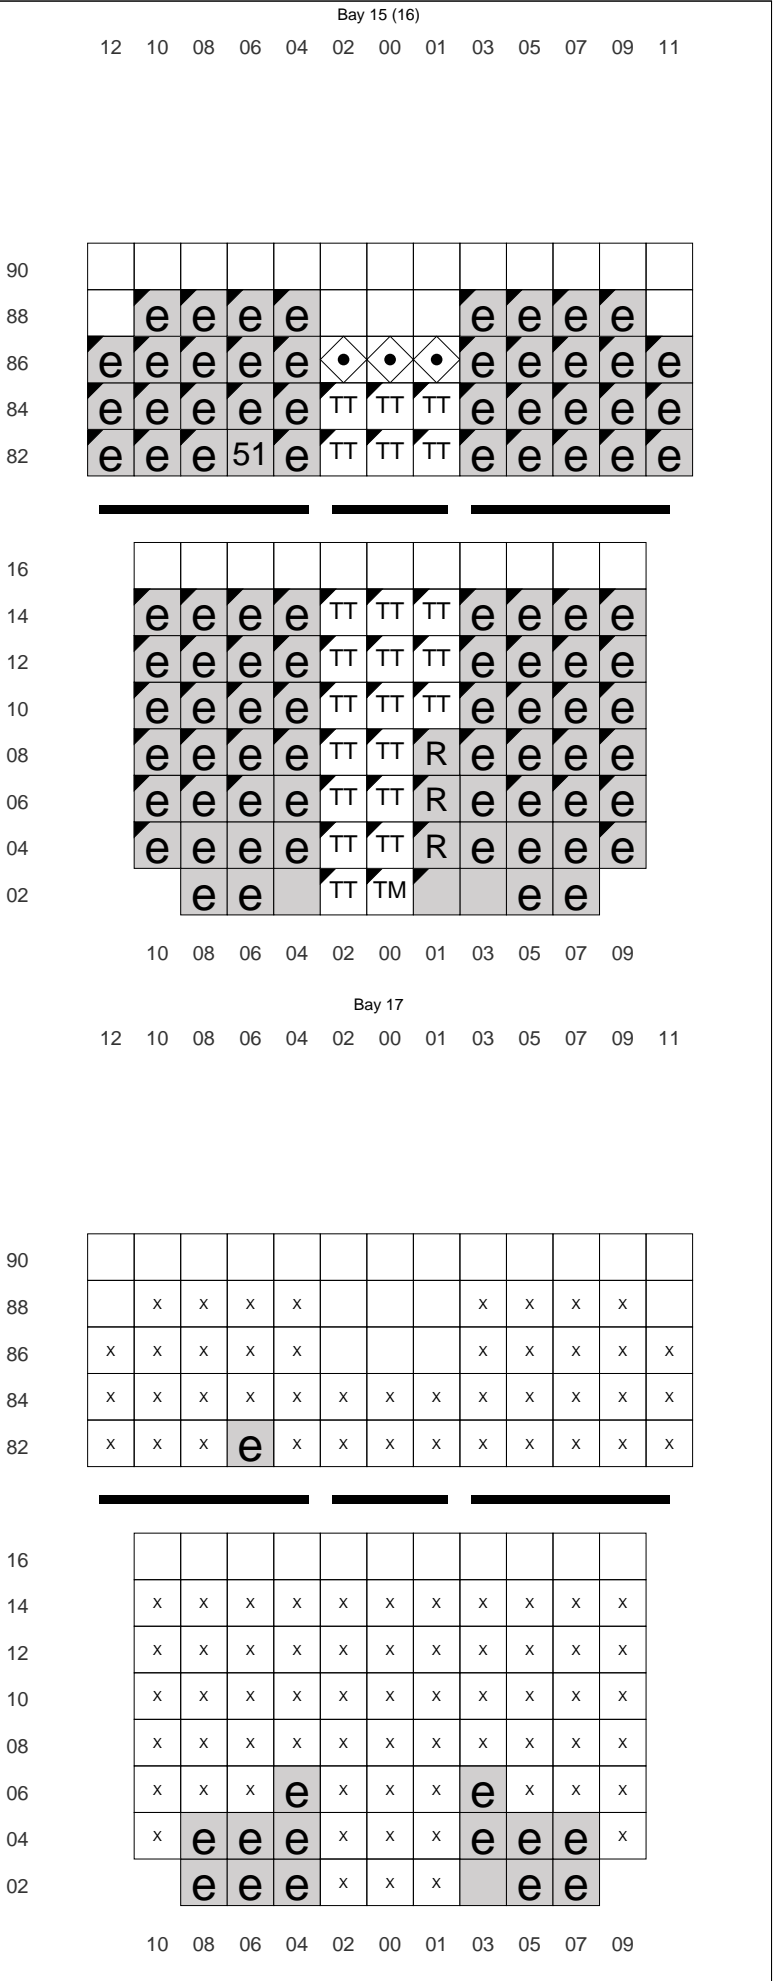 Bay 15 (16)
12 10 08 06 04 02 00 01 03 05 07 09 11
90
88 e e e e e e e e
86 e e e e e e e e e e
84 e e e e e TT TT TT e e e e e
82 e e e 51 e TT TT TT e e e e e
16
14 e e e e TT TT TT e e e e
12 e e e e TT TT TT e e e e
10 e e e e TT TT TT e e e e
08 e e e e TT TT R e e e e
06 e e e e TT TT R e e e e
04 e e e e TT TT R e e e e
02 e e TT TM e e
10 08 06 04 02 00 01 03 05 07 09
Bay 17
12 10 08 06 04 02 00 01 03 05 07 09 11
90
88 x x x x x x x x
86 x x x x x x x x x x
84 x x x x x x x x x x x x x
82 x x x e x x x x x x x x x
16
14 x x x x x x x x x x x
12 x x x x x x x x x x x
10 x x x x x x x x x x x
08 x x x x x x x x x x x
06 x x x e x x x e x x x
04 x e e e x x x e e e x
02 e e e x x x e e
10 08 06 04 02 00 01 03 05 07 09